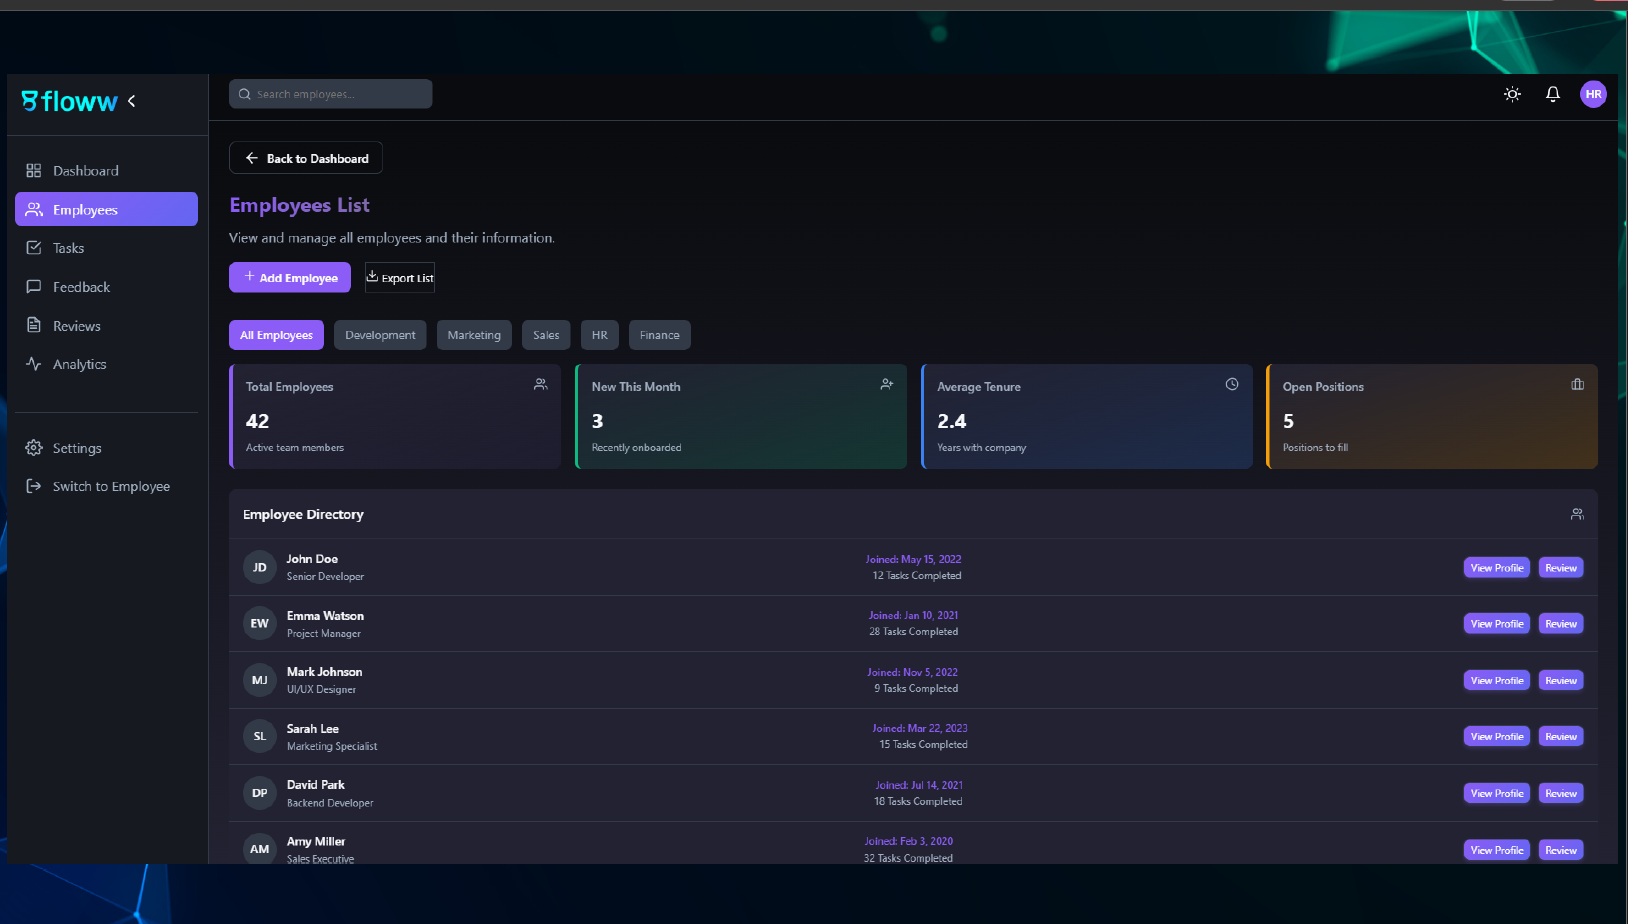 floww
Search employees...
HR
Dashboard
Employees
Tasks
Feedback
Reviews
Analytics
Settings
Switch to Employee
Back to Dashboard
Employees List
View and manage all employees and their information.
+ Add Employee
Export List
All Employees
Development
Marketing
Sales
HR
Finance
Total Employees
42
Active team members
New This Month
3
Recently onboarded
Average Tenure
2.4
Years with company
Open Positions
5
Positions to fill
Employee Directory
JD
John Doe
Senior Developer
Joined: May 15, 2022
12 Tasks Completed
View Profile
Review
EW
Emma Watson
Project Manager
Joined: Jan 10, 2021
28 Tasks Completed
View Profile
Review
MJ
Mark Johnson
UI/UX Designer
Joined: Nov 5, 2022
9 Tasks Completed
View Profile
Review
SL
Sarah Lee
Marketing Specialist
Joined: Mar 22, 2023
15 Tasks Completed
View Profile
Review
DP
David Park
Backend Developer
Joined: Jul 14, 2021
18 Tasks Completed
View Profile
Review
AM
Amy Miller
Sales Executive
Joined: Feb 3, 2020
32 Tasks Completed
View Profile
Review